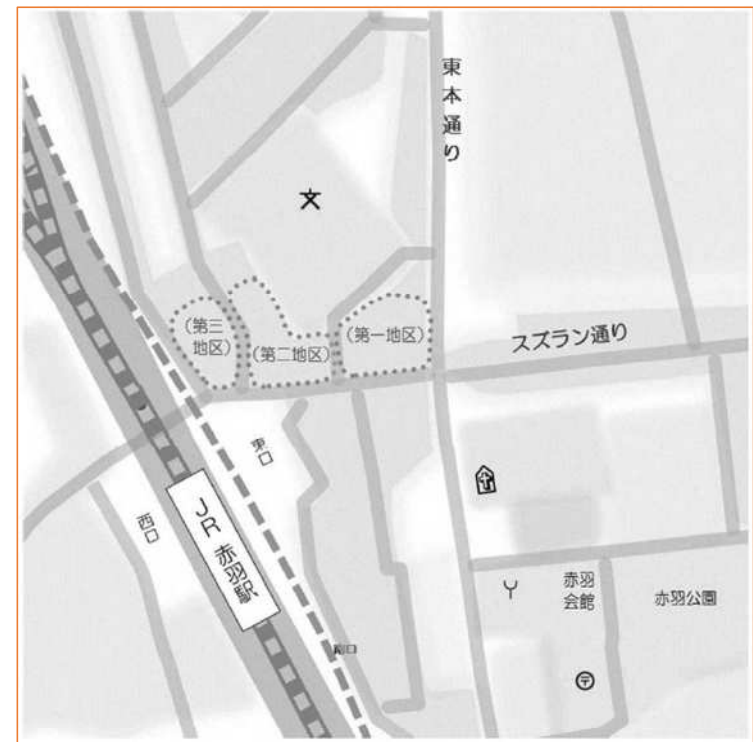 東本通り
（第三
地区）
（第二地区）
（第一地区）
スズラン通り
東口
西口
JR 赤羽駅
南口
赤羽
会館
赤羽公園